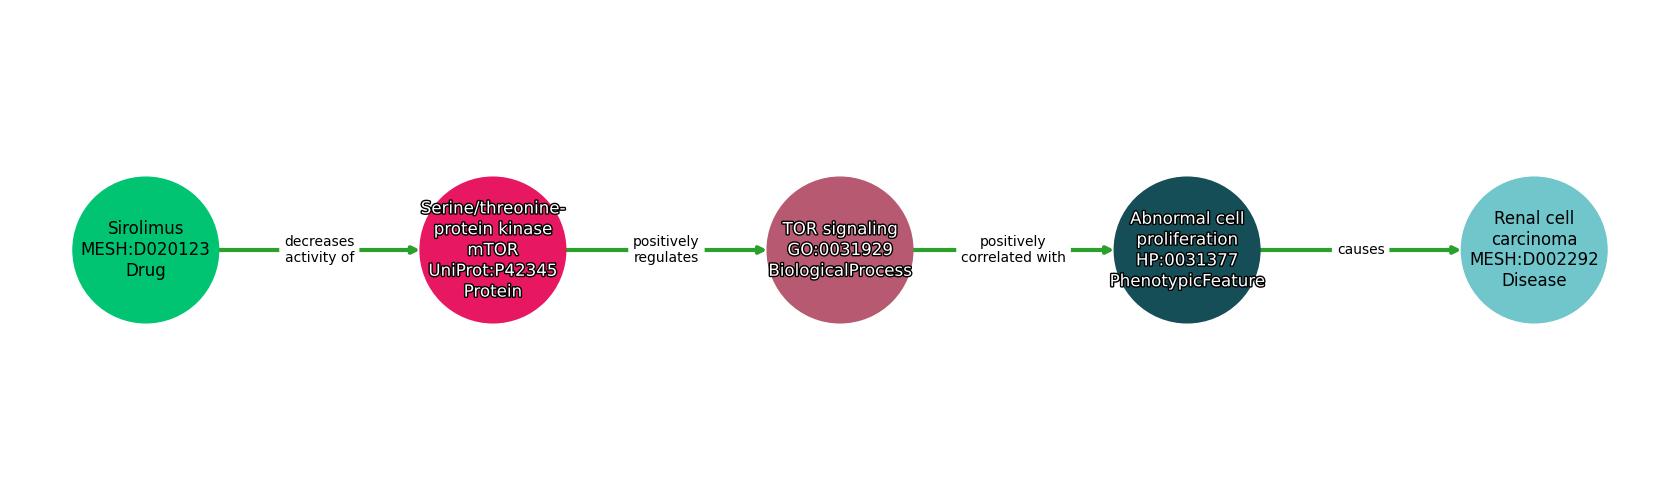 Sirolimus
MESH:D020123
Drug
decreases
activity of
Serine/threonine-
protein kinase
mTOR
UniProt:P42345
Protein
positively
regulates
TOR signaling
GO:0031929
BiologicalProcess
positively
correlated with
Abnormal cell
proliferation
HP:0031377
PhenotypicFeature
causes
Renal cell
carcinoma
MESH:D002292
Disease